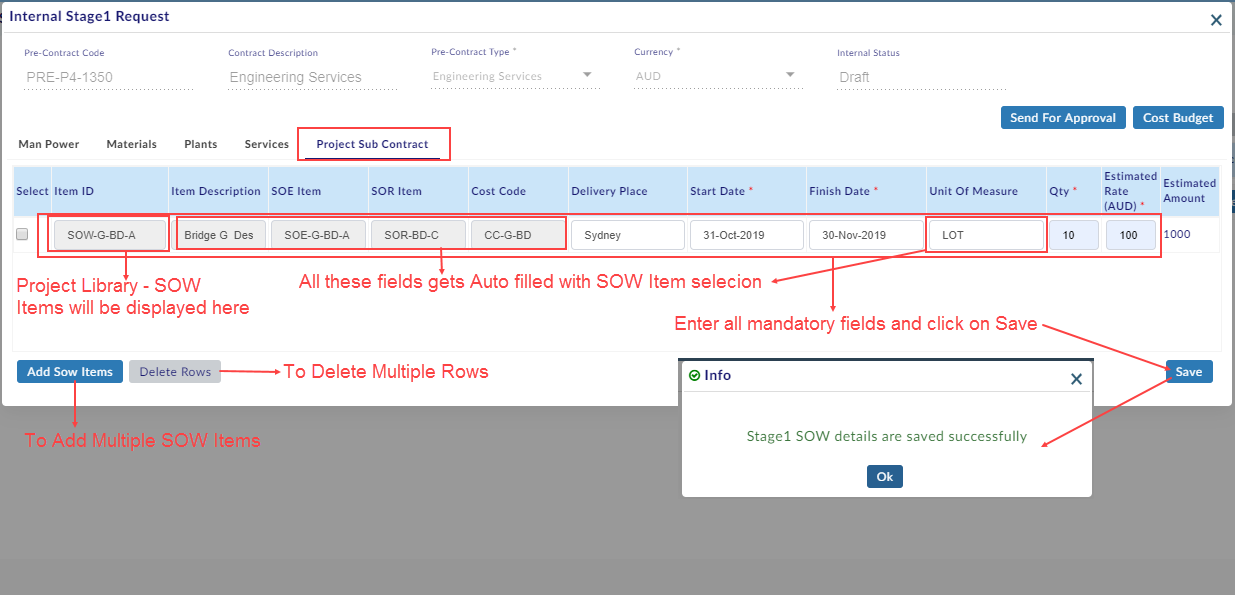 Internal Stage1 Request
Pre-Contract Code
Contract Description
Pre-Contract Type *
Currency *
Internal Status
PRE-P4-1350
Engineering Services
Engineering Services
AUD
Draft
Send For Approval
Cost Budget
Man Power
Materials
Plants
Services
Project Sub Contract
Select
Item ID
Item Description
SOE Item
SOR Item
Cost Code
Delivery Place
Start Date *
Finish Date *
Unit Of Measure
Qty *
Estimated
Rate
(AUD) *
Estimated
Amount
SOW-G-BD-A
Bridge G Des
SOE-G-BD-A
SOR-BD-C
CC-G-BD
Sydney
31-Oct-2019
30-Nov-2019
LOT
10
100
1000
Project Library - SOW
Items will be displayed here
All these fields gets Auto filled with SOW Item selecion
Enter all mandatory fields and click on Save
Add Sow Items
Delete Rows
To Delete Multiple Rows
Save
To Add Multiple SOW Items
Info
Stage1 SOW details are saved successfully
Ok